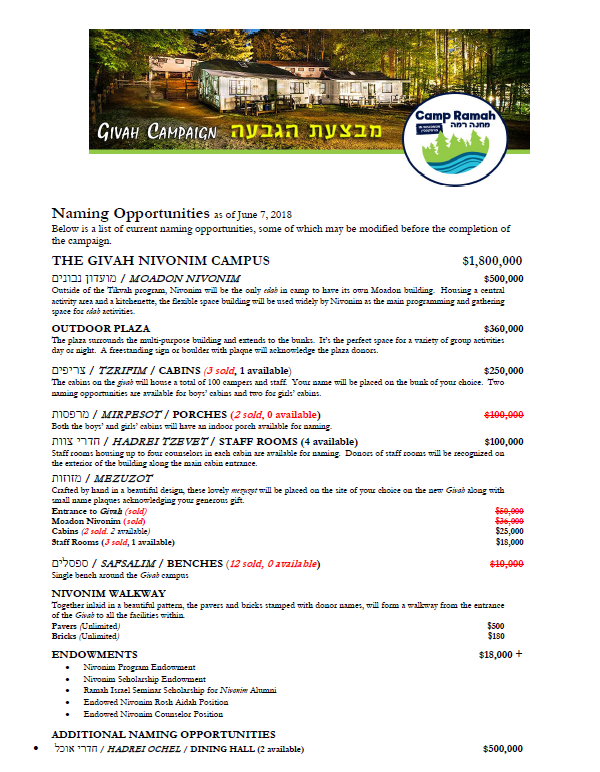 GIVAH CAMPAIGN מבצעת הגבעה
Camp Ramah
מחנה רמה
Naming Opportunities as of June 7, 2018
Below is a list of current naming opportunities, some of which may be modified before the completion of
the campaign.
THE GIVAH NIVONIM CAMPUS $1,800,000
מועדון נבונים / MOADON NIVONIM $500,000
Outside of the Tikvah program, Nivonim will be the only edah in camp to have its own Moadon building. Housing a central
activity area and a kitchenette, the flexible space building will be used widely by Nivonim as the main programming and gathering
space for edah activities.
OUTDOOR PLAZA $360,000
The plaza surrounds the multi-purpose building and extends to the bunks. It's the perfect space for a variety of group activities
day or night. A freestanding sign or boulder with plaque will acknowledge the plaza donors.
צריפים / TZRIFIM / CABINS (3 sold, 1 available) $250,000
The cabins on the givah will house a total of 100 campers and staff. Your name will be placed on the bunk of your choice. Two
naming opportunities are available for boys' cabins and two for girls' cabins.
מרפסות / MIRPESOT / PORCHES (2 sold, 0 available) $100,000
Both the boys' and girls' cabins will have an indoor porch available for naming.
חדרי צוות / HADREI TZEVET / STAFF ROOMS (4 available) $100,000
Staff rooms housing up to four counselors in each cabin are available for naming. Donors of staff rooms will be recognized on
the exterior of the building along the main cabin entrance.
מזוזות / MEZUZOT
Crafted by hand in a beautiful design, these lovely mezuzot will be placed on the site of your choice on the new Givah along with
small name plaques acknowledging your generous gift.
Entrance to Givah (sold) $50,000
Moadon Nivonim (sold) $36,000
Cabins (2 sold. 2 available) $25,000
Staff Rooms (3 sold, 1 available) $18,000
ספסלים / SAFSALIM / BENCHES (12 sold, 0 available) $10,000
Single bench around the Givah campus
NIVONIM WALKWAY
Together inlaid in a beautiful pattern, the pavers and bricks stamped with donor names, will form a walkway from the entrance
of the Givah to all the facilities within.
Pavers (Unlimited) $500
Bricks (Unlimited) $180
ENDOWMENTS $18,000 +
• Nivonim Program Endowment
• Nivonim Scholarship Endowment
• Ramah Israel Seminar Scholarship for Nivonim Alumni
• Endowed Nivonim Rosh Aidah Position
• Endowed Nivonim Counselor Position
ADDITIONAL NAMING OPPORTUNITIES
• חדרי אוכל / HADREI OCHEL / DINING HALL (2 available) $500,000